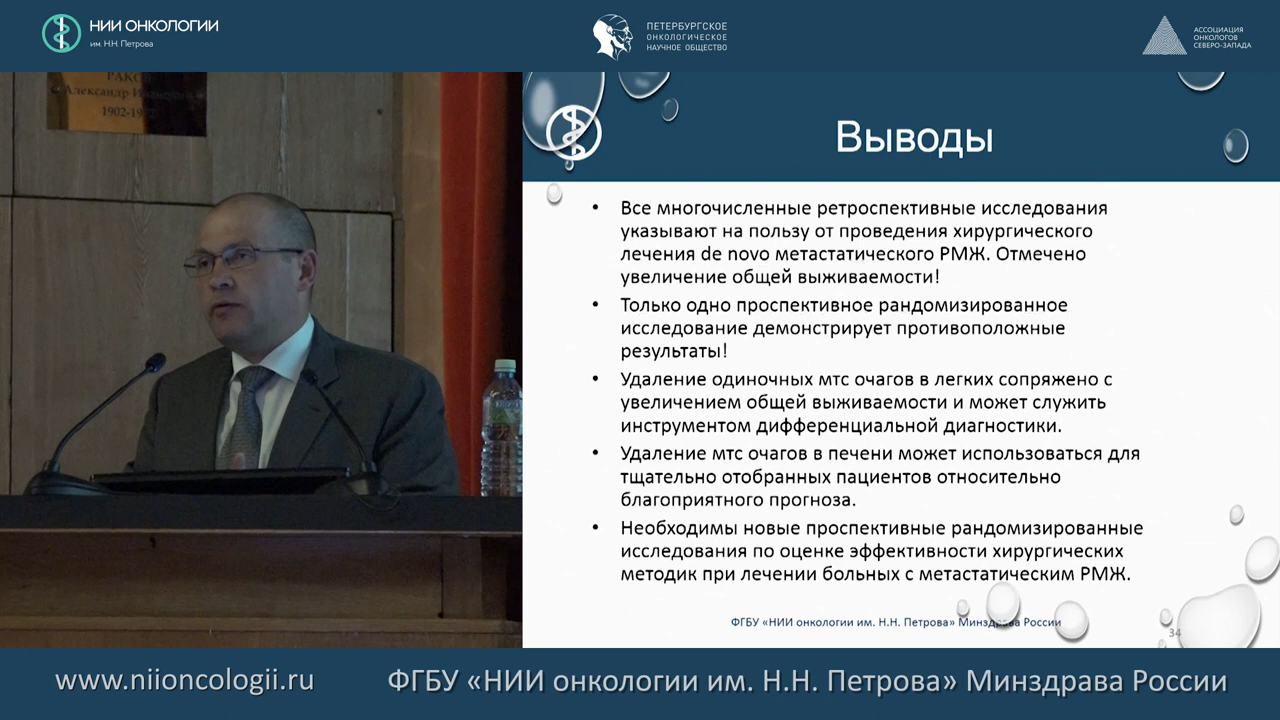 НИИ ОНКОЛОГИИ
им. Н.Н. Петрова
ПЕТЕРБУРГСКОЕ
ОНКОЛОГИЧЕСКОЕ
НАУЧНОЕ ОБЩЕСТВО
АССОЦИАЦИЯ
ОНКОЛОГОВ
СЕВЕРО-ЗАПАДА
РАКО
Александр
1902-19
Выводы
• Все многочисленные ретроспективные исследования
указывают на пользу от проведения хирургического
лечения de novo метастатического РМЖ. Отмечено
увеличение общей выживаемости!
• Только одно проспективное рандомизированное
исследование демонстрирует противоположные
результаты!
• Удаление одиночных мтс очагов в легких сопряжено с
увеличением общей выживаемости и может служить
инструментом дифференциальной диагностики.
• Удаление мтс очагов в печени может использоваться для
тщательно отобранных пациентов относительно
благоприятного прогноза.
• Необходимы новые проспективные рандомизированные
исследования по оценке эффективности хирургических
методик при лечении больных с метастатическим РМЖ.
ФГБУ «НИИ онкологии им. Н.Н. Петрова» Минздрава России
34
www.niioncologii.ru
ФГБУ «НИИ онкологии им. Н.Н. Петрова» Минздрава России